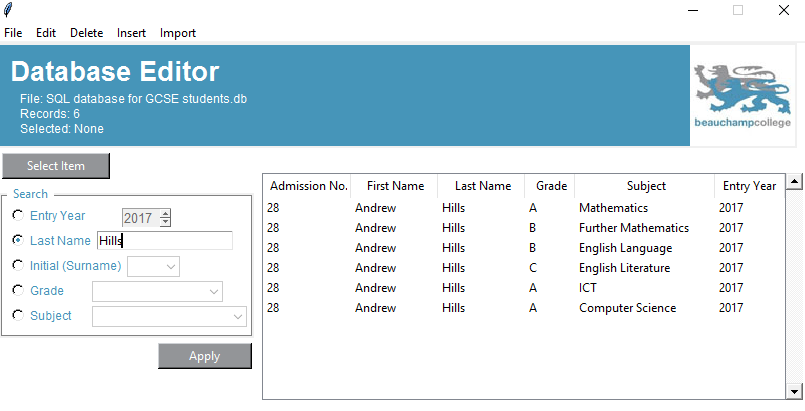 File Edit Delete Insert Import
Database Editor
File: SQL database for GCSE students.db
Records: 6
Selected: None
beauchampcollege
Select Item
Search
Entry Year 2017
Last Name Hills
Initial (Surname)
Grade
Subject
Apply
Admission No. First Name Last Name Grade Subject Entry Year
28 Andrew Hills A Mathematics 2017
28 Andrew Hills B Further Mathematics 2017
28 Andrew Hills B English Language 2017
28 Andrew Hills C English Literature 2017
28 Andrew Hills A ICT 2017
28 Andrew Hills A Computer Science 2017